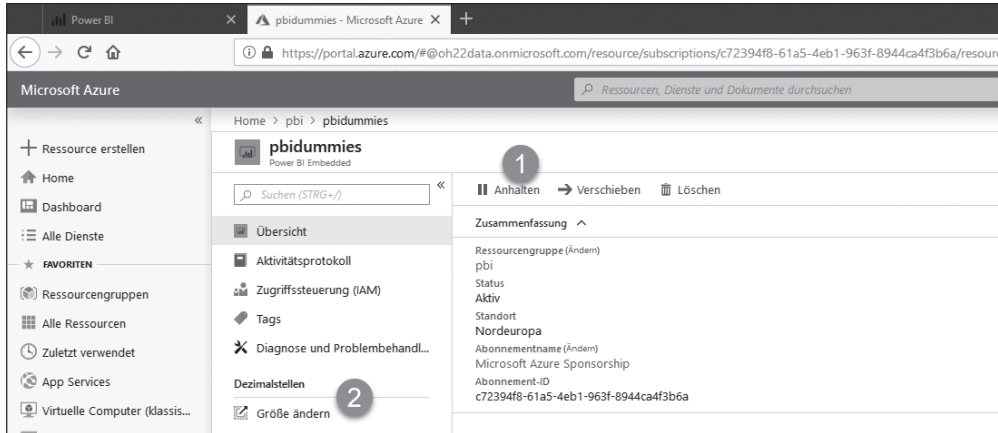 Power BI
pbidummies - Microsoft Azure
https://portal.azure.com/#@oh22data.onmicrosoft.com/resource/subscriptions/c72394f8-61a5-4eb1-963f-8944ca4f3b6a/resour
Microsoft Azure
Ressourcen, Dienste und Dokumente durchsuchen
Ressource erstellen
Home
Dashboard
Alle Dienste
FAVORITEN
Ressourcengruppen
Alle Ressourcen
Zuletzt verwendet
App Services
Virtuelle Computer (klassis...
Home > pbi > pbidummies
pbidummies
Power BI Embedded
Suchen (STRG+/)
Übersicht
Aktivitätsprotokoll
Zugriffssteuerung (IAM)
Tags
Diagnose und Problembehandl...
Dezimalstellen
2
Größe ändern
1
Anhalten
Verschieben
Löschen
Zusammenfassung
Ressourcengruppe (Ändern)
pbi
Status
Aktiv
Standort
Nordeuropa
Abonnementname (Ändern)
Microsoft Azure Sponsorship
Abonnement-ID
c72394f8-61a5-4eb1-963f-8944ca4f3b6a